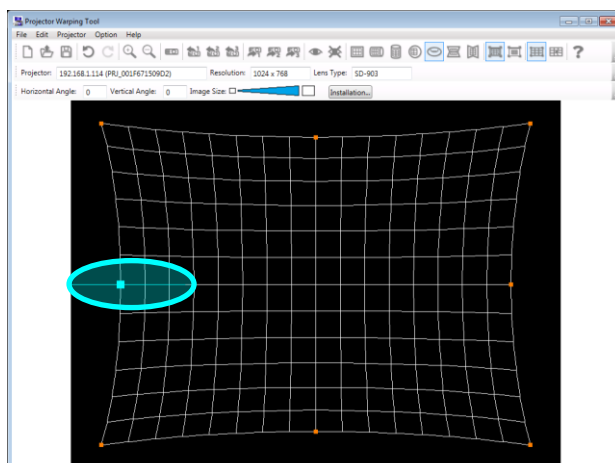 Projector Warping Tool
File Edit Projector Option Help
Projector: 192.168.1.114 (PRJ_001F671509D2) Resolution: 1024 x 768 Lens Type: SD-903
Horizontal Angle: 0 Vertical Angle: 0 Image Size: Installation...